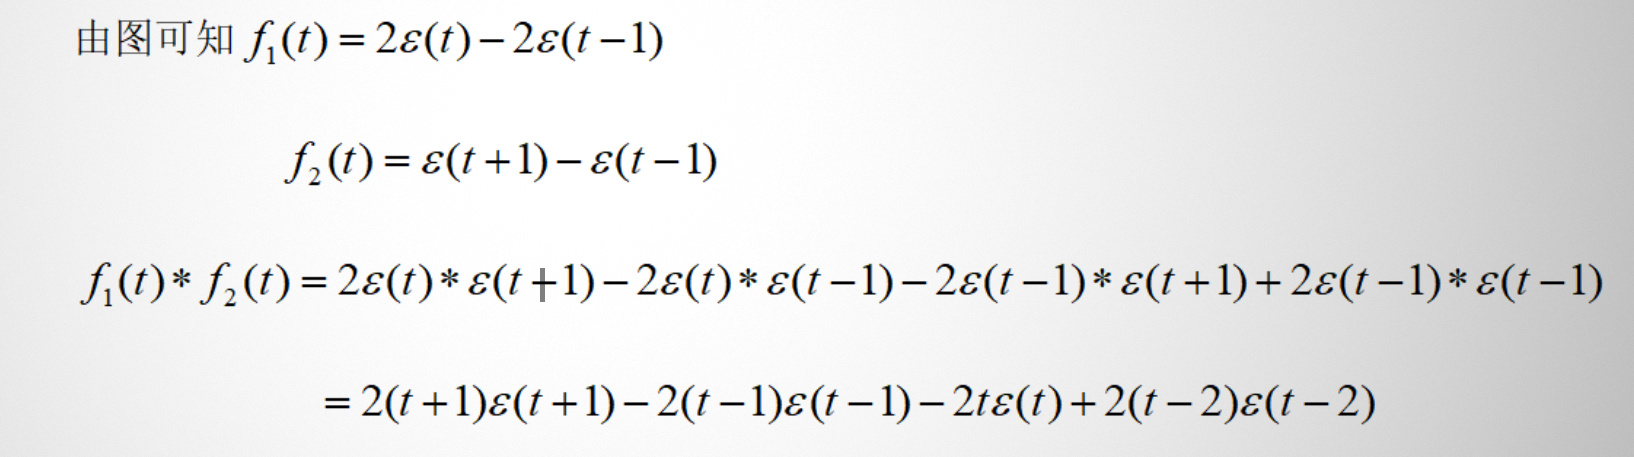 由图可知 f₁(t) = 2ε(t) − 2ε(t − 1)
f₂(t) = ε(t + 1) − ε(t − 1)
f₁(t) * f₂(t) = 2ε(t) * ε(t + 1) − 2ε(t) * ε(t − 1) − 2ε(t − 1) * ε(t + 1) + 2ε(t − 1) * ε(t − 1)
= 2(t + 1)ε(t + 1) − 2(t − 1)ε(t − 1) − 2tε(t) + 2(t − 2)ε(t − 2)